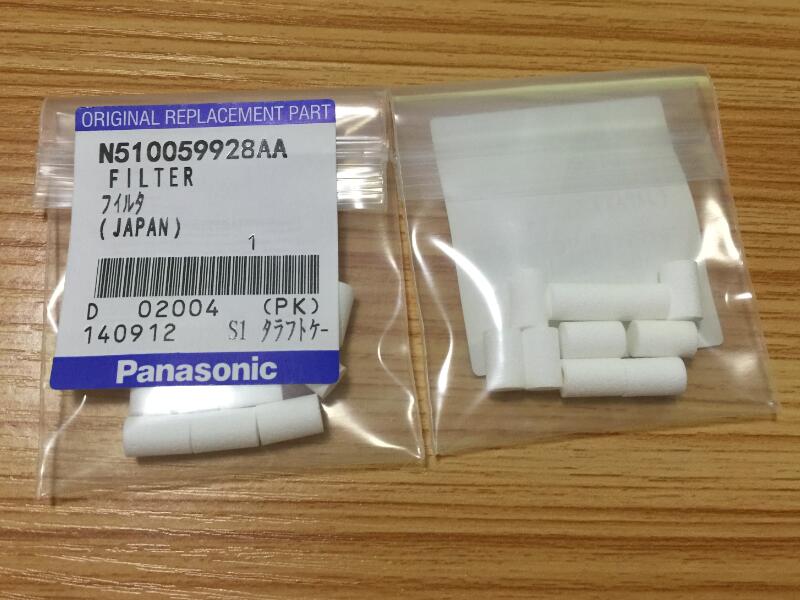 ORIGINAL REPLACEMENT PART
N510059928AA
FILTER
フィルタ
(JAPAN)
1
D 02004 (PK)
140912 S1 タラフトケー
Panasonic